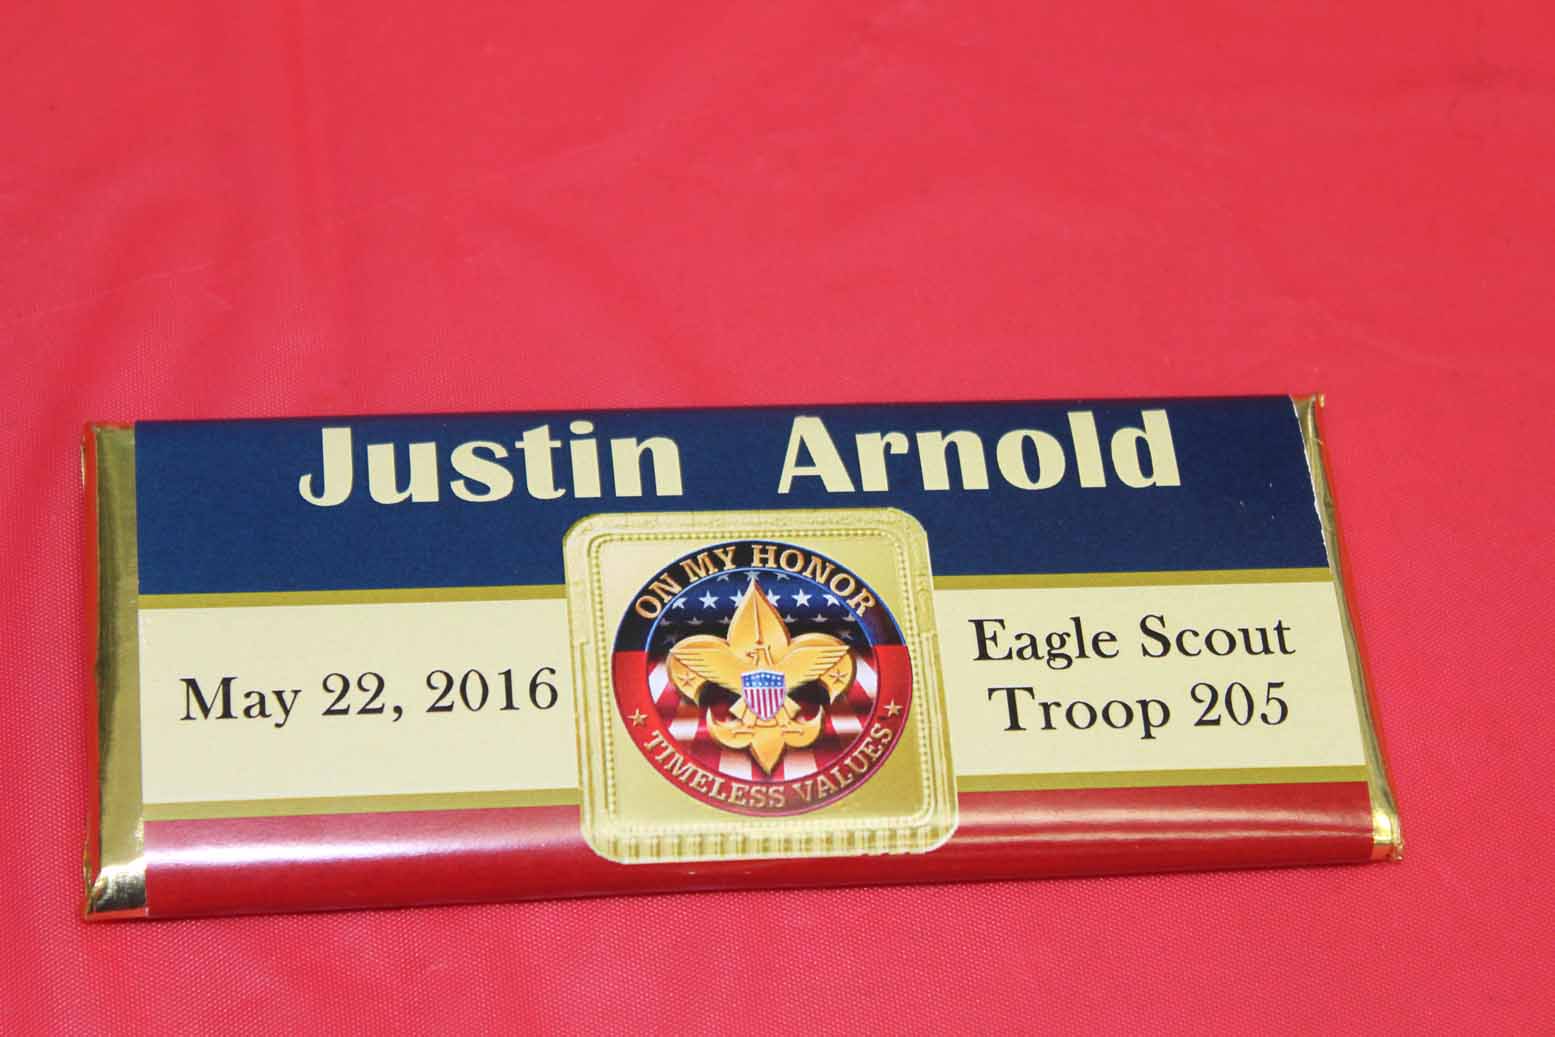 Justin Arnold
May 22, 2016
ON MY HONOR
TIMELESS VALUES
Eagle Scout
Troop 205